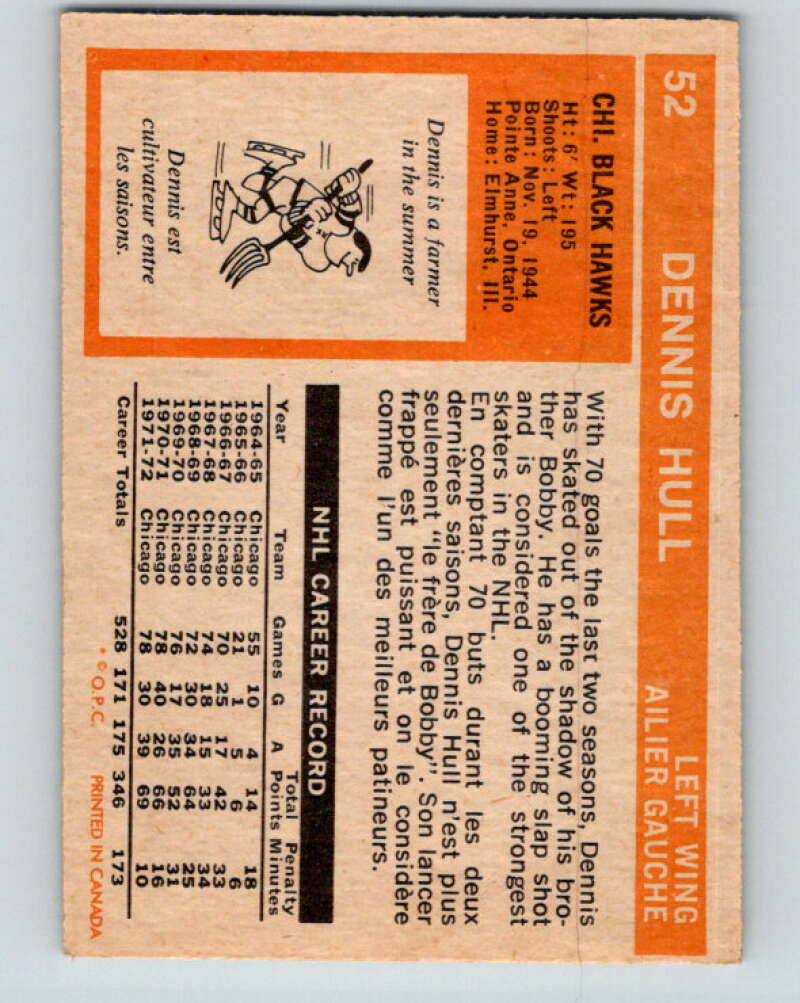 52 DENNIS HULL LEFT WING
AILIER GAUCHE
CHI. BLACK HAWKS
Ht: 6' Wt: 195
Shoots: Left
Born: Nov. 19, 1944
Pointe Anne, Ontario
Home: Elmhurst, Ill.
Dennis is a farmer
in the summer
Dennis est
cultivateur entre
les saisons.
With 70 goals the last two seasons, Dennis
has skated out of the shadow of his bro-
ther Bobby. He has a booming slap shot
and is considered one of the strongest
skaters in the NHL.
En comptant 70 buts durant les deux
dernières saisons, Dennis Hull n'est plus
seulement "le frère de Bobby". Son lancer
frappé est puissant et on le considère
comme l'un des meilleurs patineurs.
NHL CAREER RECORD
Total Penalty
Year Team Games G A Points Minutes
1964-65 Chicago 55 10 4 14 18
1965-66 Chicago 21 1 5 6 6
1966-67 Chicago 70 25 17 42 33
1967-68 Chicago 74 18 15 33 34
1968-69 Chicago 72 30 34 64 25
1969-70 Chicago 76 17 35 52 31
1970-71 Chicago 78 40 26 66 16
1971-72 Chicago 78 30 39 69 10
Career Totals 528 171 175 346 173
* © O.P.C. PRINTED IN CANADA